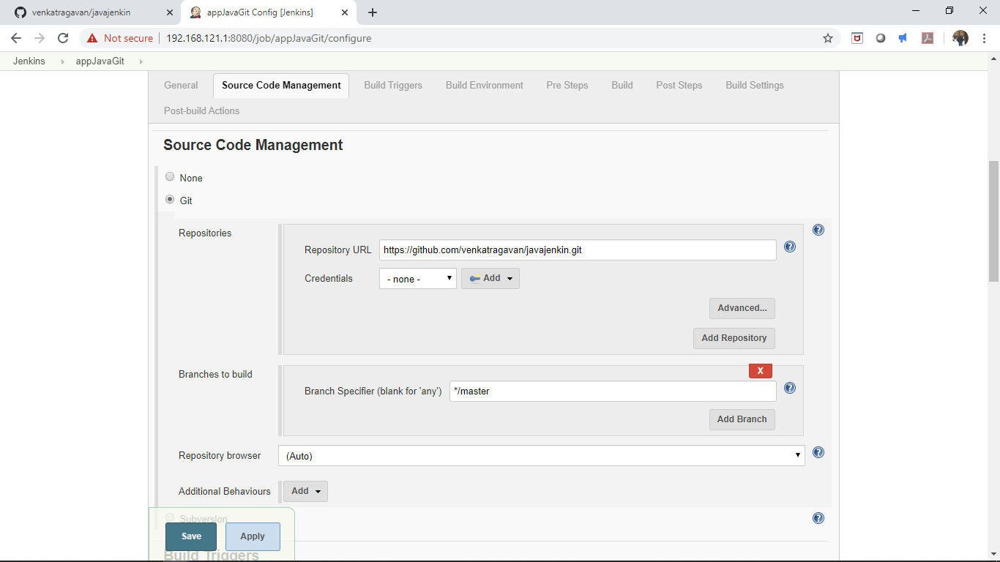 venkatragavan/javajenkin
appJavaGit Config [Jenkins]
Not secure
192.168.121.1:8080/job/appJavaGit/configure
Jenkins
appJavaGit
General
Source Code Management
Build Triggers
Build Environment
Pre Steps
Build
Post Steps
Build Settings
Post-build Actions
Source Code Management
None
Git
Repositories
Repository URL
https://github.com/venkatragavan/javajenkin.git
Credentials
- none -
Add
Advanced...
Add Repository
Branches to build
X
Branch Specifier (blank for 'any')
*/master
Add Branch
Repository browser
(Auto)
Additional Behaviours
Add
Subversion
Save
Apply
Build Triggers